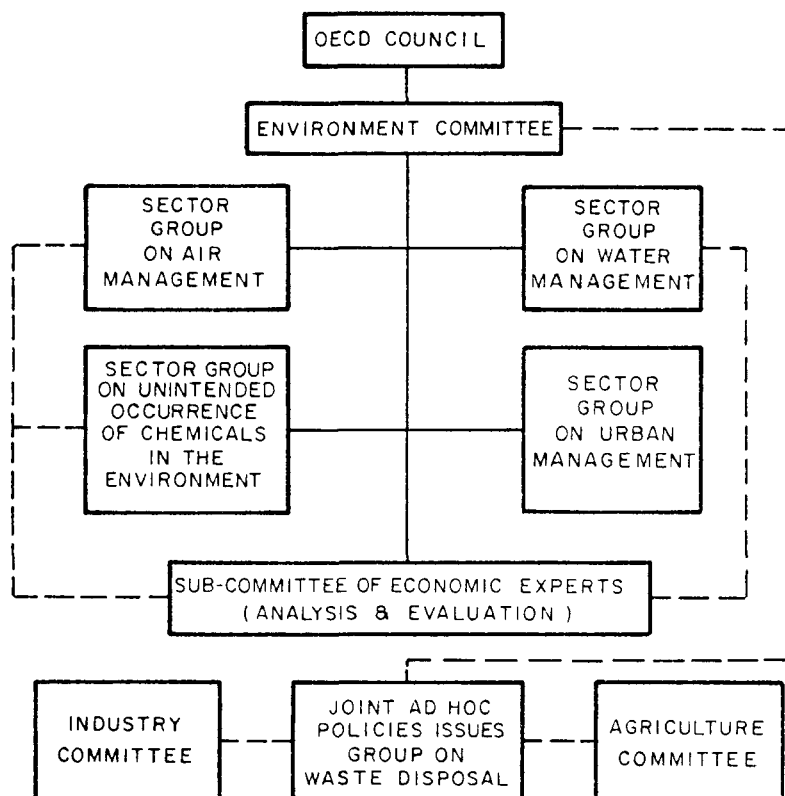 OECD COUNCIL
ENVIRONMENT COMMITTEE
SECTOR
GROUP
ON AIR
MANAGEMENT
SECTOR
GROUP
ON WATER
MANAGEMENT
SECTOR GROUP
ON UNINTENDED
OCCURRENCE
OF CHEMICALS
IN THE
ENVIRONMENT
SECTOR
GROUP
ON URBAN
MANAGEMENT
SUB-COMMITTEE OF ECONOMIC EXPERTS
( ANALYSIS & EVALUATION )
INDUSTRY
COMMITTEE
JOINT AD HOC
POLICIES ISSUES
GROUP ON
WASTE DISPOSAL
AGRICULTURE
COMMITTEE